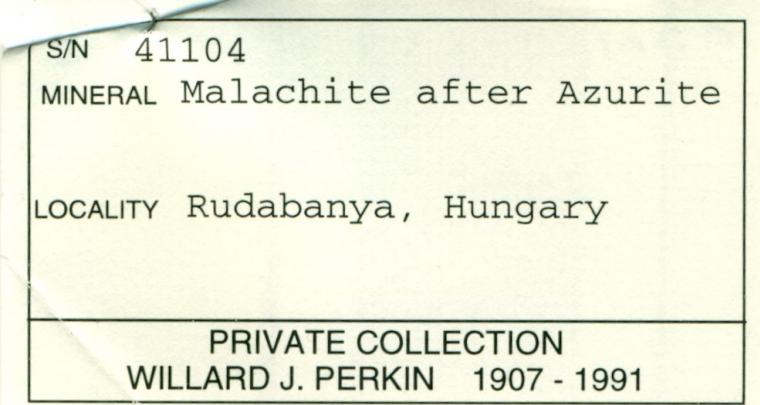 S/N 41104
MINERAL Malachite after Azurite
LOCALITY Rudabanya, Hungary
PRIVATE COLLECTION
WILLARD J. PERKIN 1907 - 1991